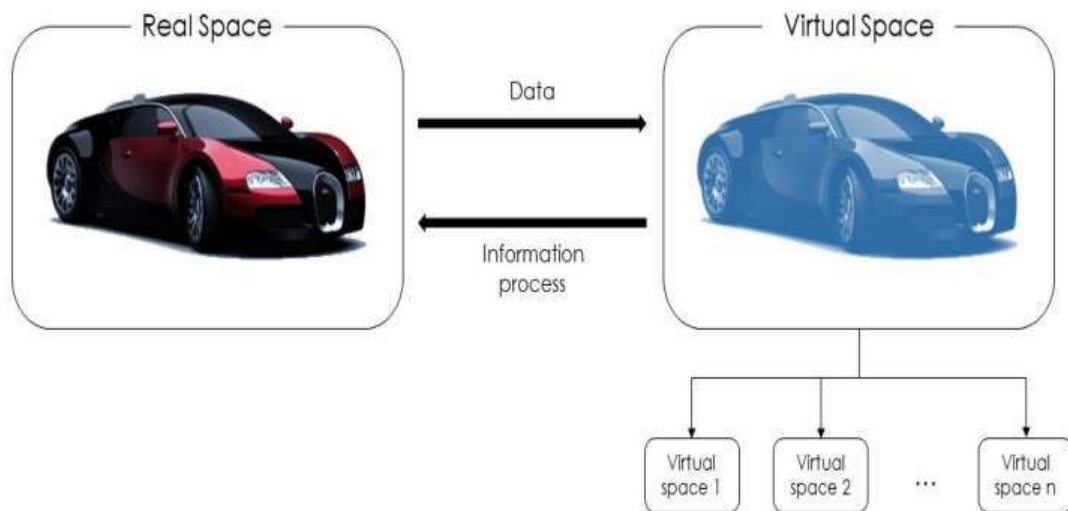 Real Space
Virtual Space
Data
Information
process
Virtual
space 1
Virtual
space 2
...
Virtual
space n